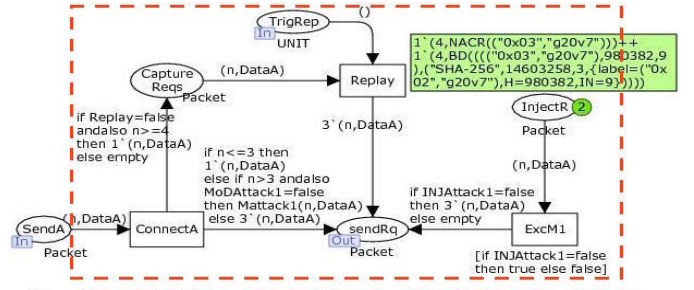 TrigRep
In
UNIT
()
1`(4,NACR(("0x03","g20v7")))++
1`(4,BD((((("0x03","g20v7"),980382,9
),("SHA-256",14603258,3,{label=("0x
02","g20v7"),H=980382,IN=9}))))
Capture
Reqs
Packet
(n,DataA)
Replay
InjectR
2
Packet
if Replay=false
andalso n>=4
then 1`(n,DataA)
else empty
3`(n,DataA)
if n<=3 then
1`(n,DataA)
else if n>3 andalso
MoDAttack1=false
then Mattack1(n,DataA)
else 3`(n,DataA)
(n,DataA)
if INJAttack1=false
then 3`(n,DataA)
else empty
SendA
In
Packet
(n,DataA)
ConnectA
sendRq
Out
Packet
ExcM1
[if INJAttack1=false
then true else false]